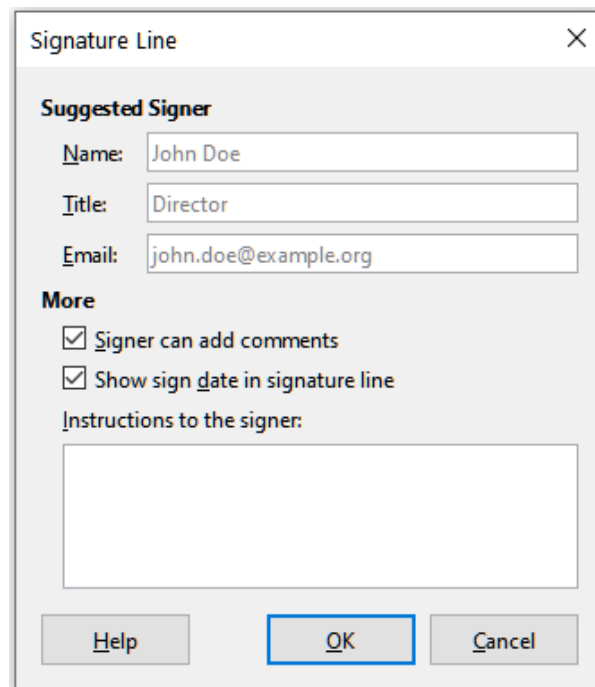 Signature Line
Suggested Signer
Name: John Doe
Title: Director
Email: john.doe@example.org
More
Signer can add comments
Show sign date in signature line
Instructions to the signer:
Help OK Cancel